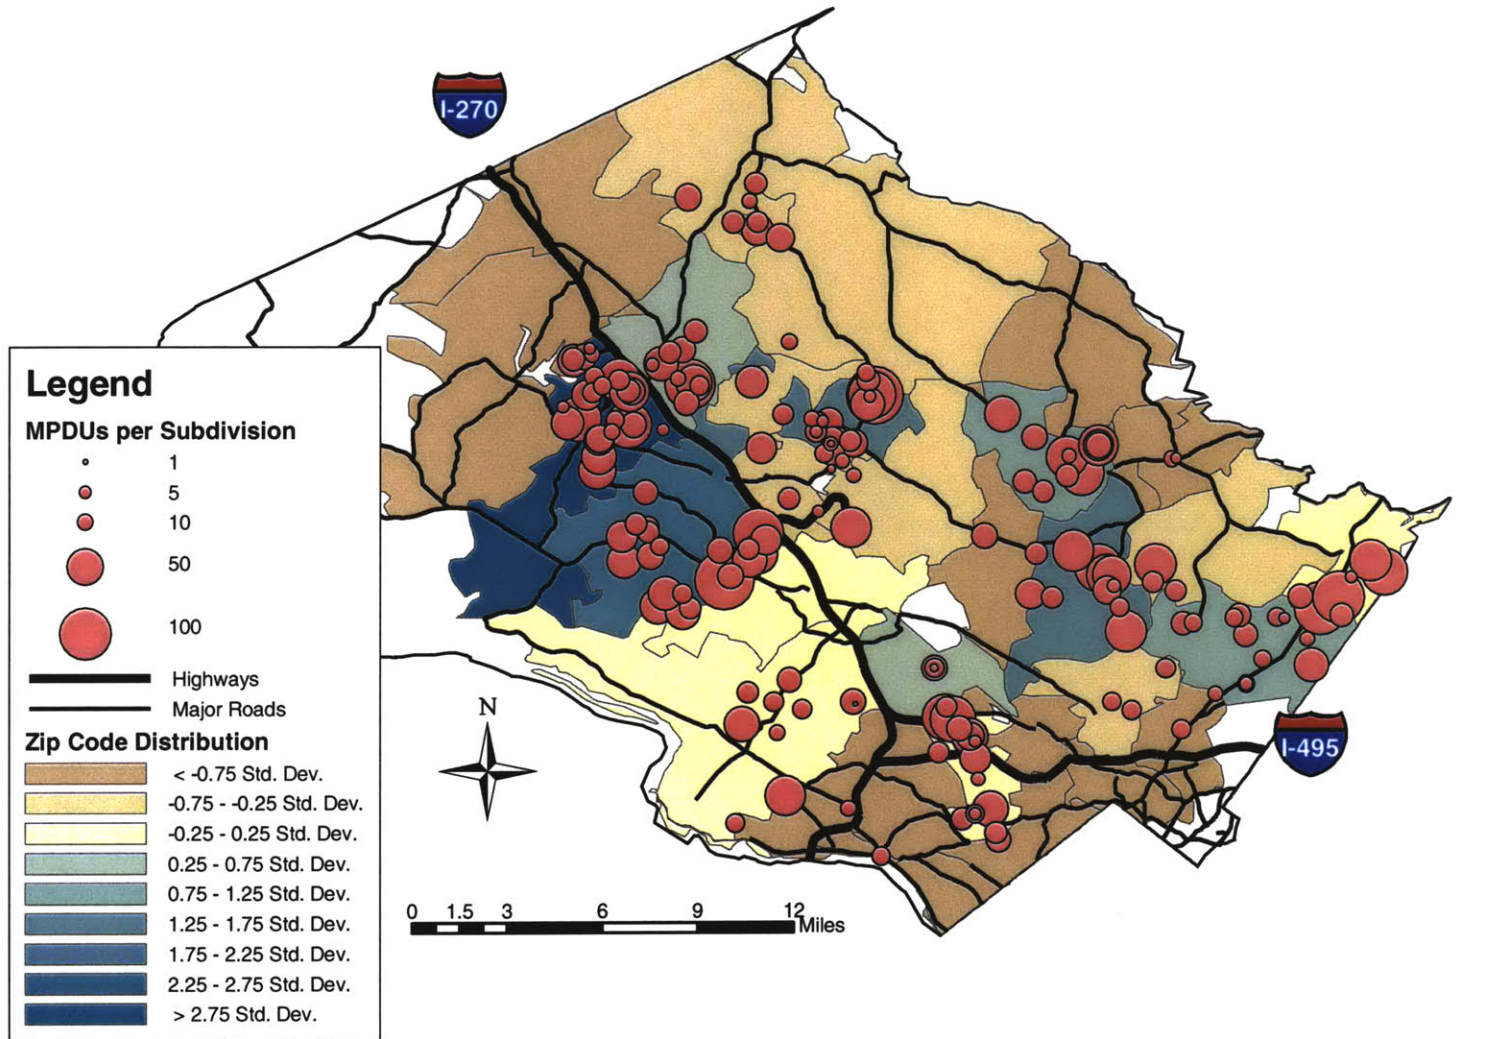 I-270
Legend
MPDUs per Subdivision
1
5
10
50
100
Highways
Major Roads
Zip Code Distribution
< -0.75 Std. Dev.
-0.75 - -0.25 Std. Dev.
-0.25 - 0.25 Std. Dev.
0.25 - 0.75 Std. Dev.
0.75 - 1.25 Std. Dev.
1.25 - 1.75 Std. Dev.
1.75 - 2.25 Std. Dev.
2.25 - 2.75 Std. Dev.
> 2.75 Std. Dev.
N
I-495
0 1.5 3 6 9 12 Miles